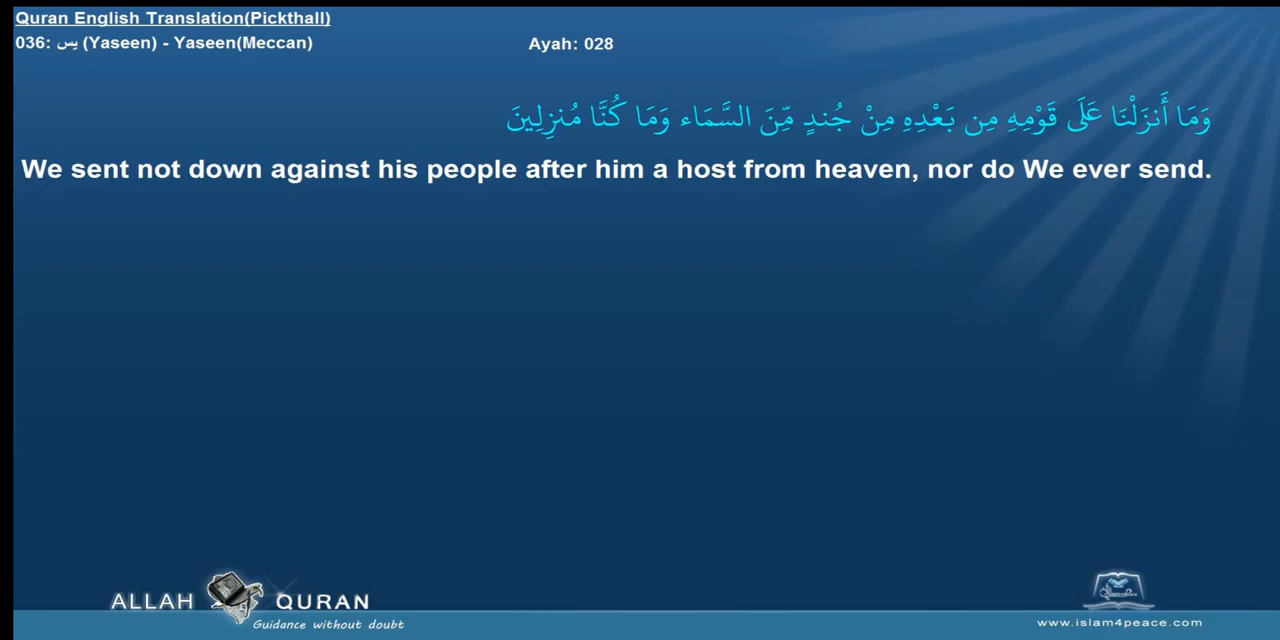 Quran English Translation(Pickthall)
036: يس (Yaseen) - Yaseen(Meccan)
Ayah: 028
وَمَا أَنزَلْنَا عَلَى قَوْمِهِ مِن بَعْدِهِ مِنْ جُندٍ مِّنَ السَّمَاء وَمَا كُنَّا مُنزِلِينَ
We sent not down against his people after him a host from heaven, nor do We ever send.
ALLAH QURAN
Guidance without doubt
www.islam4peace.com